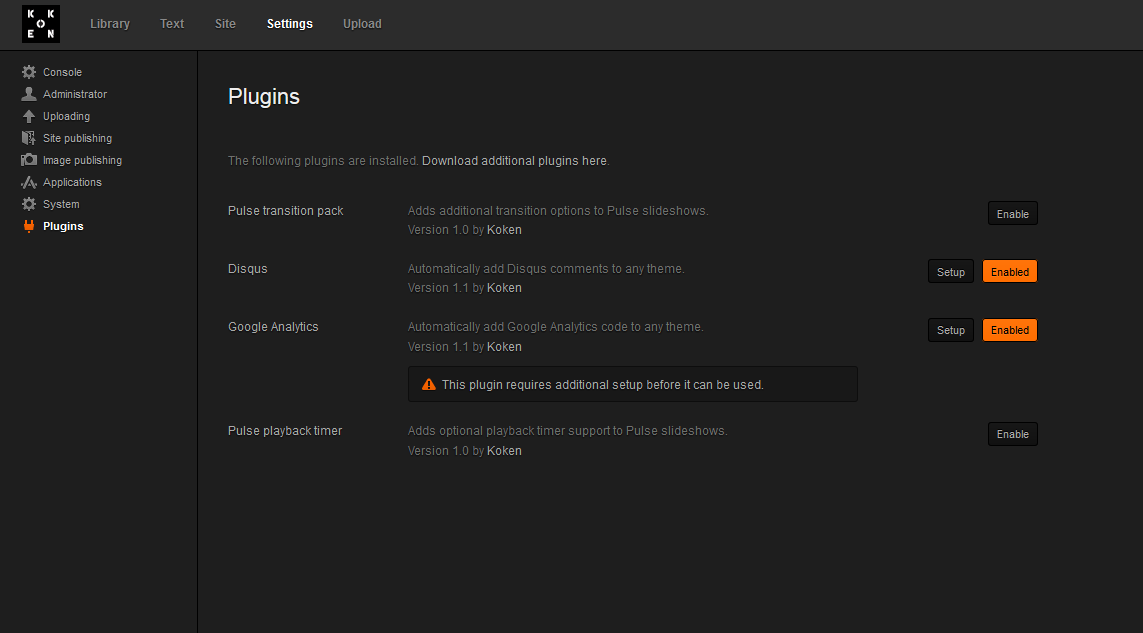 KOKEN
Library Text Site Settings Upload
Console
Administrator
Uploading
Site publishing
Image publishing
Applications
System
Plugins
Plugins
The following plugins are installed. Download additional plugins here.
Pulse transition pack
Adds additional transition options to Pulse slideshows.
Version 1.0 by Koken
Enable
Disqus
Automatically add Disqus comments to any theme.
Version 1.1 by Koken
Setup Enabled
Google Analytics
Automatically add Google Analytics code to any theme.
Version 1.1 by Koken
Setup Enabled
This plugin requires additional setup before it can be used.
Pulse playback timer
Adds optional playback timer support to Pulse slideshows.
Version 1.0 by Koken
Enable